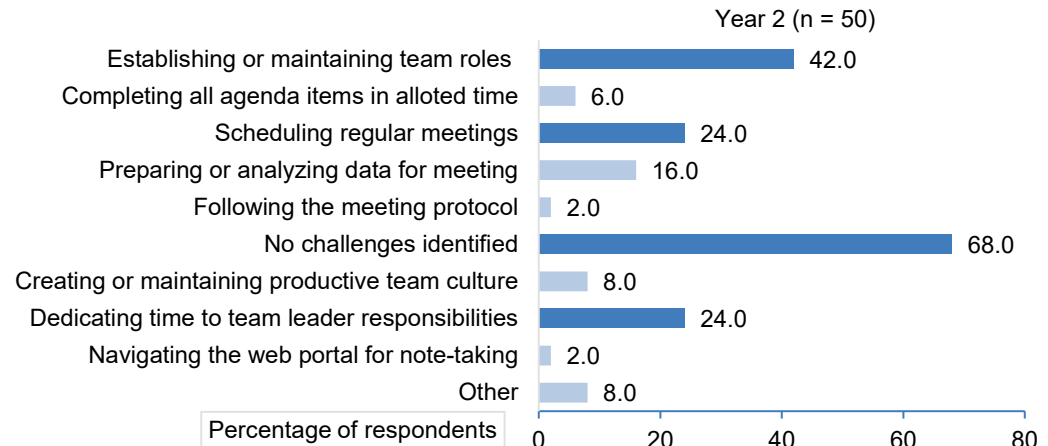 Year 2 (n = 50)
Establishing or maintaining team roles 42.0
Completing all agenda items in alloted time 6.0
Scheduling regular meetings 24.0
Preparing or analyzing data for meeting 16.0
Following the meeting protocol 2.0
No challenges identified 68.0
Creating or maintaining productive team culture 8.0
Dedicating time to team leader responsibilities 24.0
Navigating the web portal for note-taking 2.0
Other 8.0
Percentage of respondents 0 20 40 60 80